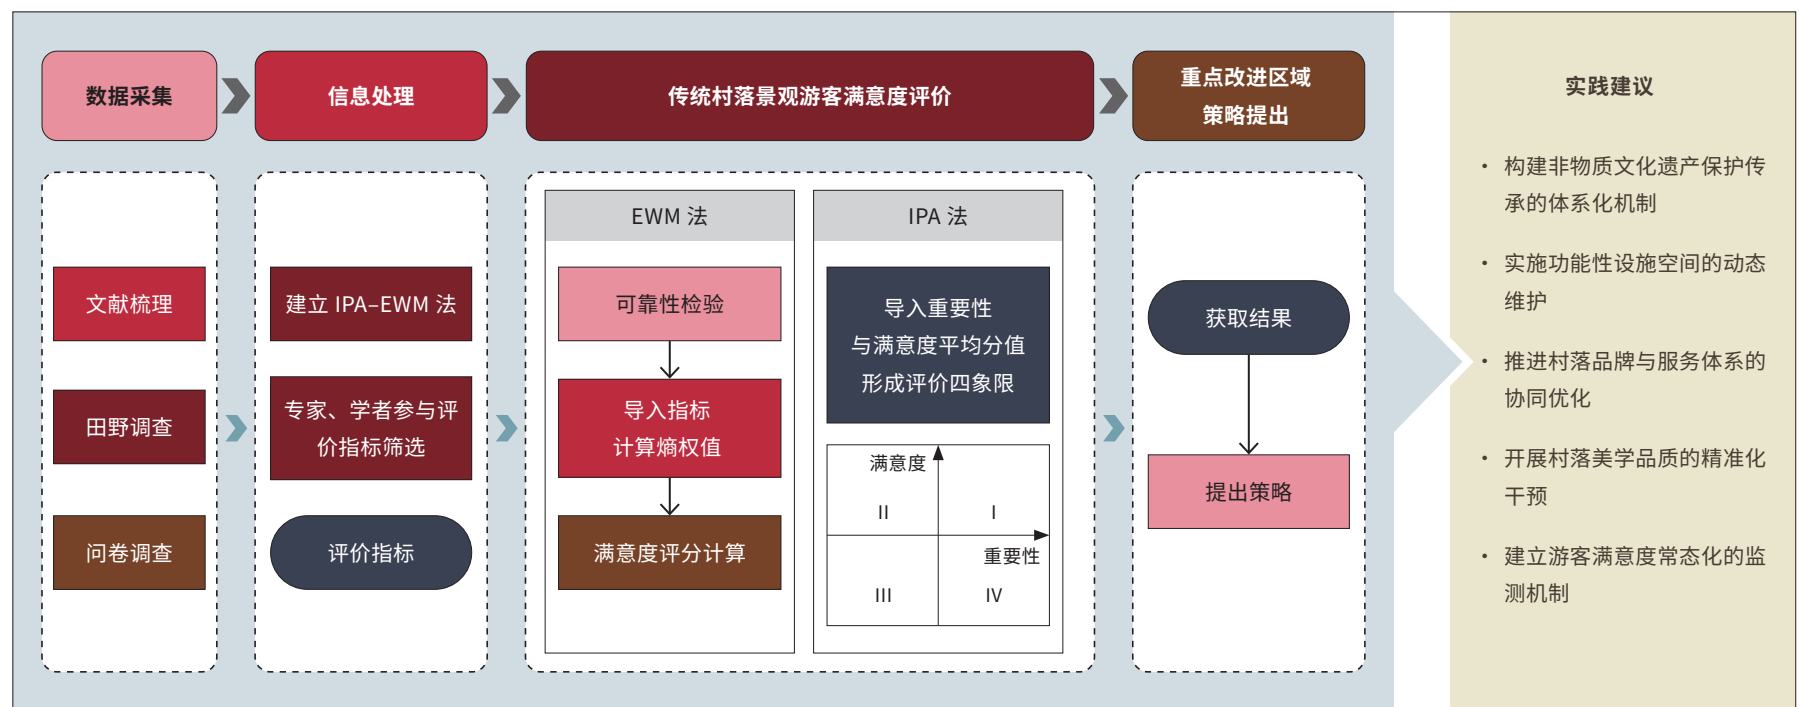 数据采集
信息处理
传统村落景观游客满意度评价
重点改进区域
策略提出
文献梳理
田野调查
问卷调查
建立 IPA–EWM 法
专家、学者参与评
价指标筛选
评价指标
EWM 法
可靠性检验
导入指标
计算熵权值
满意度评分计算
IPA 法
导入重要性
与满意度平均分值
形成评价四象限
满意度
II
I
重要性
III
IV
获取结果
提出策略
实践建议
• 构建非物质文化遗产保护传
承的体系化机制
• 实施功能性设施空间的动态
维护
• 推进村落品牌与服务体系的
协同优化
• 开展村落美学品质的精准化
干预
• 建立游客满意度常态化的监
测机制